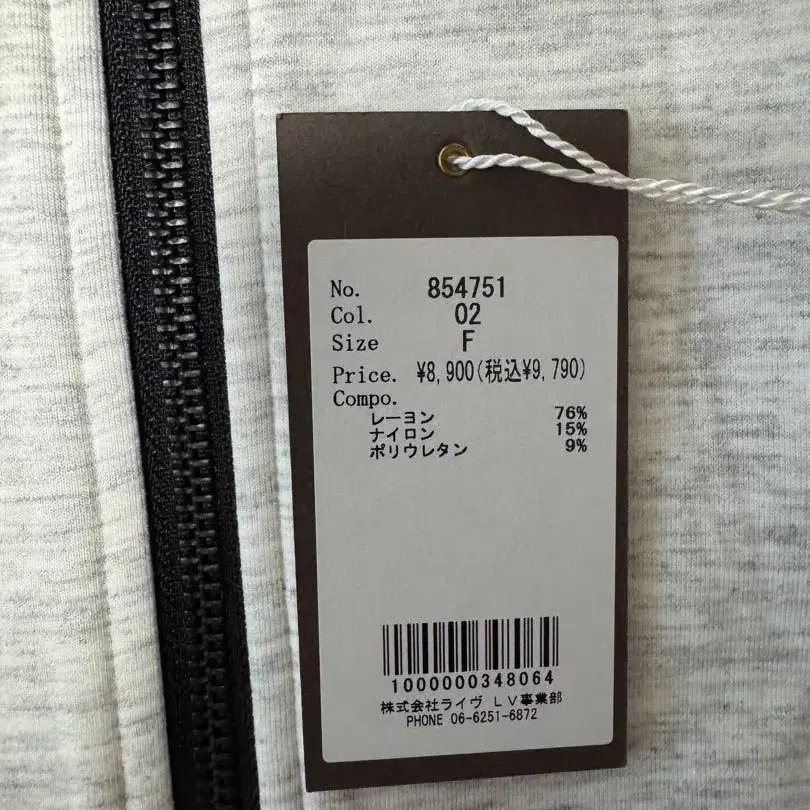 No. 854751
Col. 02
Size F
Price. ¥8,900(税込¥9,790)
Compo.
レーヨン 76%
ナイロン 15%
ポリウレタン 9%
1000000348064
株式会社ライヴ LV事業部
PHONE 06-6251-6872